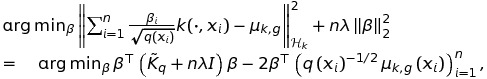 arg min_β ‖∑_{i=1}^{n} β_i/√(q(x_i)) k(·, x_i) − μ_{k,g}‖²_{ℋ_k} + nλ ‖β‖²_2
= arg min_β β^⊤ (K̃_q + nλI) β − 2β^⊤ (q (x_i)^{−1/2} μ_{k,g} (x_i))_{i=1}^{n},